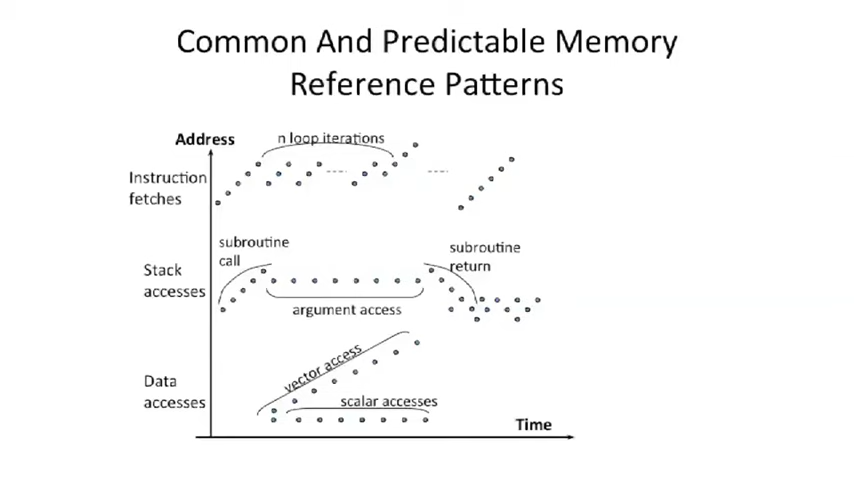 Common And Predictable Memory
Reference Patterns
Address
n loop iterations
Instruction
fetches
subroutine
call
subroutine
return
Stack
accesses
argument access
vector access
Data
accesses
scalar accesses
Time